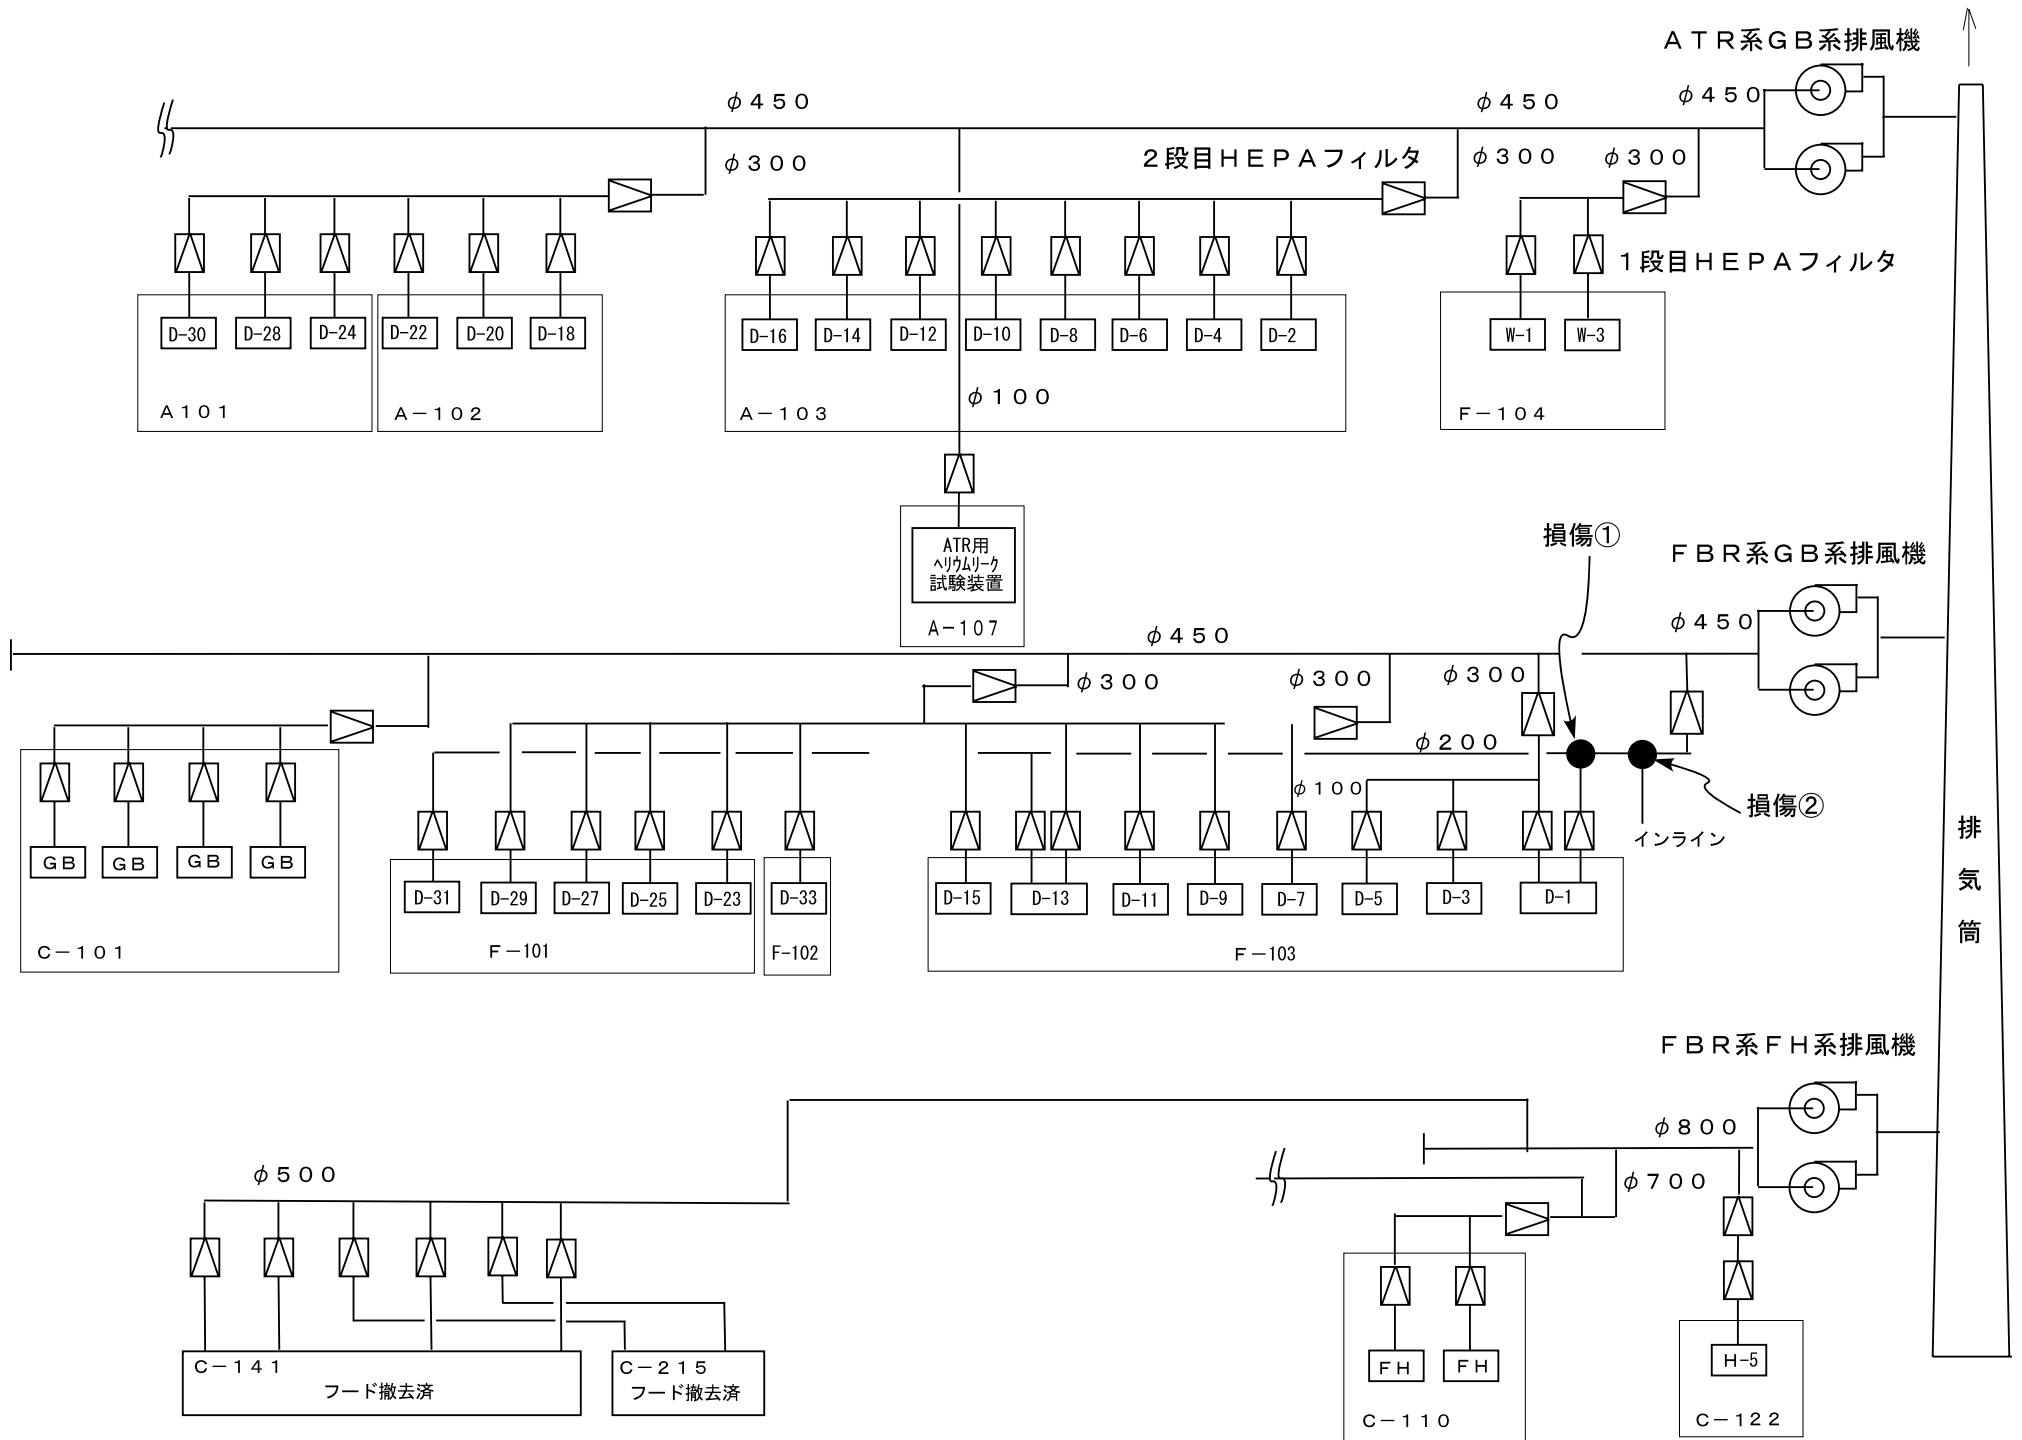 ATR系GB系排風機
φ450
φ450
φ450
φ300
2段目HEPAフィルタ
φ300
φ300
1段目HEPAフィルタ
D-30
D-28
D-24
D-22
D-20
D-18
D-16
D-14
D-12
D-10
D-8
D-6
D-4
D-2
W-1
W-3
φ100
A101
A-102
A-103
F-104
ATR用
ヘリウムリーク
試験装置
A-107
損傷①
FBR系GB系排風機
φ450
φ450
φ300
φ300
φ300
φ200
φ100
損傷②
インライン
GB
GB
GB
GB
C-101
D-31
D-29
D-27
D-25
D-23
D-33
F-101
F-102
D-15
D-13
D-11
D-9
D-7
D-5
D-3
D-1
F-103
排
気
筒
FBR系FH系排風機
φ800
φ700
φ500
C-141
フード撤去済
C-215
フード撤去済
FH
FH
C-110
H-5
C-122